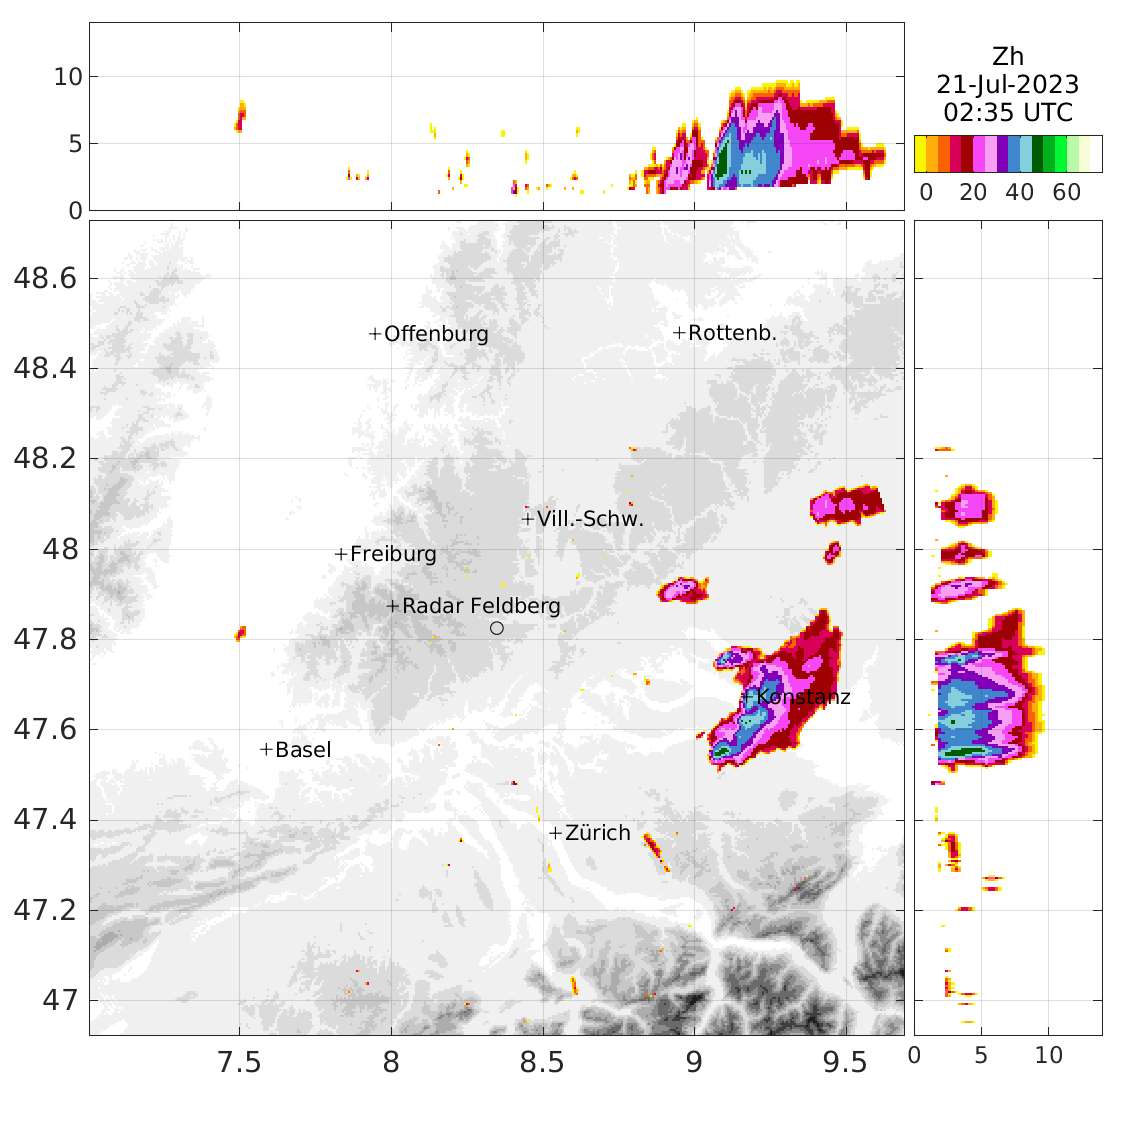 10
5
0
Zh
21-Jul-2023
02:35 UTC
0 20 40 60
48.6
48.4
48.2
48
47.8
47.6
47.4
47.2
47
+Offenburg
+Rottenb.
+Vill.-Schw.
+Freiburg
+Radar Feldberg
+Konstanz
+Basel
+Zürich
7.5 8 8.5 9 9.5
0 5 10